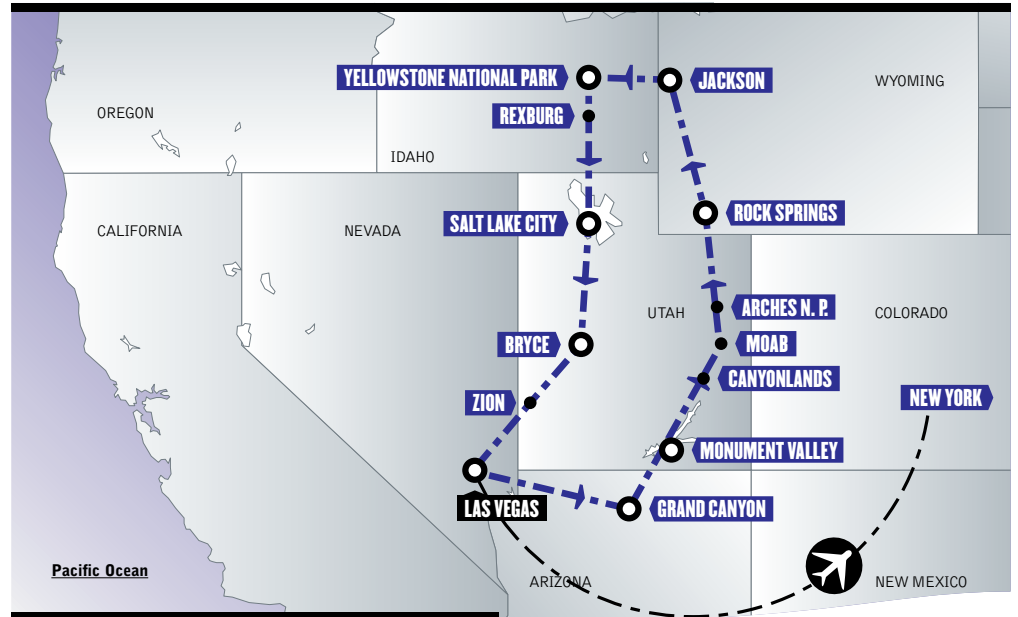 YELLOWSTONE NATIONAL PARK
JACKSON
WYOMING
OREGON
REXBURG
IDAHO
SALT LAKE CITY
ROCK SPRINGS
CALIFORNIA
NEVADA
ARCHES N. P.
UTAH
COLORADO
BRYCE
MOAB
CANYONLANDS
ZION
NEW YORK
MONUMENT VALLEY
LAS VEGAS
GRAND CANYON
Pacific Ocean
ARIZONA
NEW MEXICO